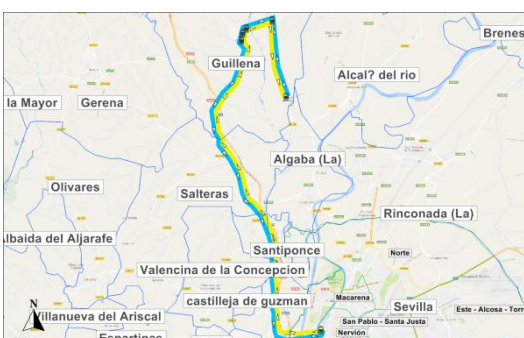 Brenes
Guillena
Alcal? del rio
la Mayor
Gerena
Algaba (La)
Olivares
Salteras
Rinconada (La)
Albaida del Aljarafe
Santiponce
Norte
Valencina de la Concepcion
Macarena
castilleja de guzman
Sevilla
Este - Alcosa - Torr
N
Villanueva del Ariscal
San Pablo - Santa Justa
Espartinas
Nervión